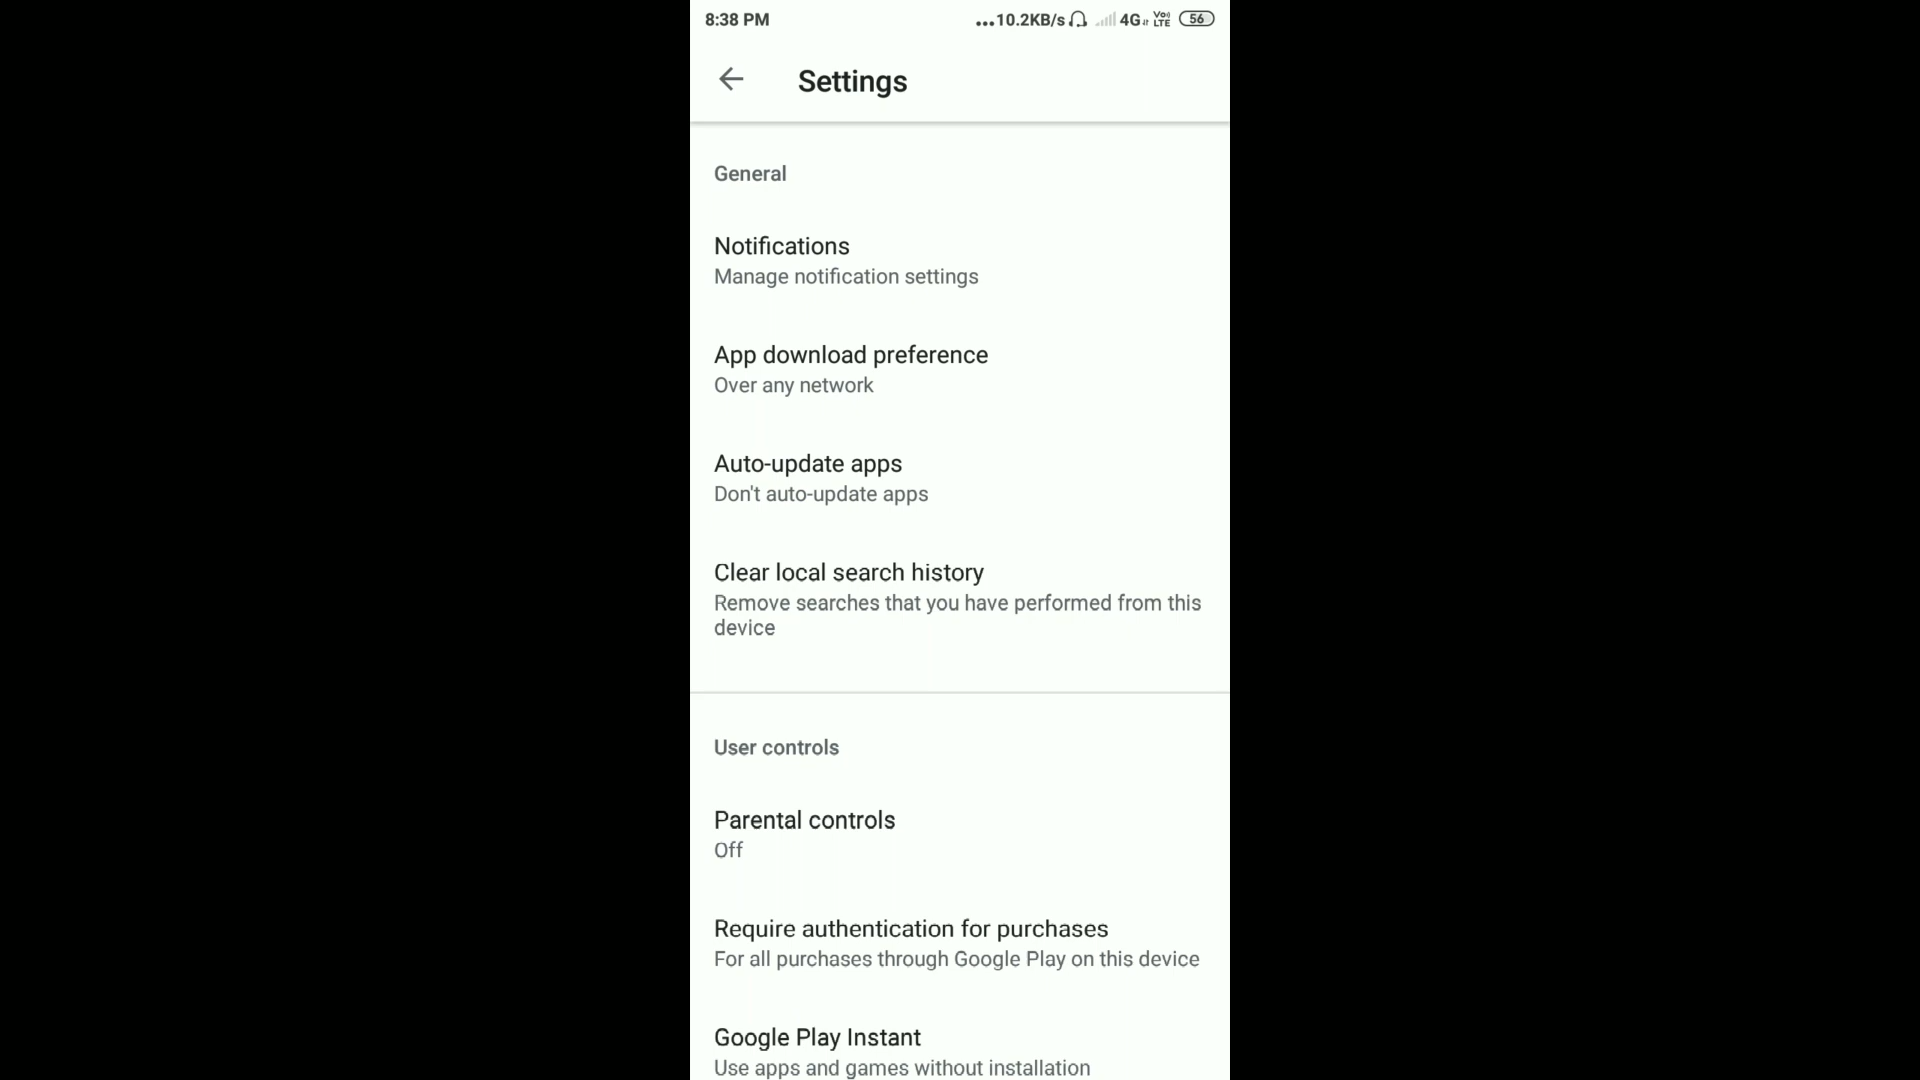 8:38 PM
...10.2KB/s 4G Vo LTE 56
Settings
General
Notifications
Manage notification settings
App download preference
Over any network
Auto-update apps
Don't auto-update apps
Clear local search history
Remove searches that you have performed from this
device
User controls
Parental controls
Off
Require authentication for purchases
For all purchases through Google Play on this device
Google Play Instant
Use apps and games without installation